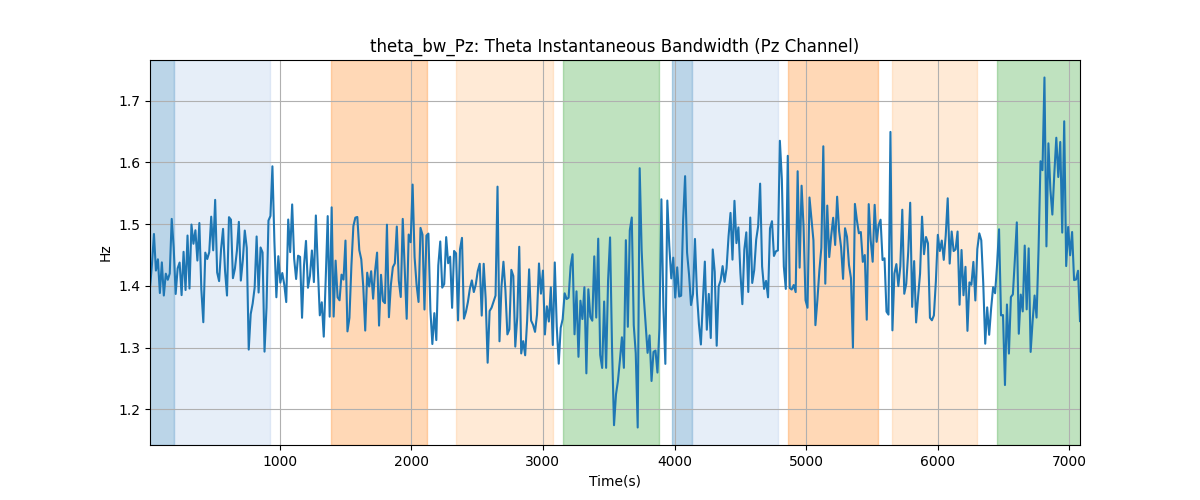 theta_bw_Pz: Theta Instantaneous Bandwidth (Pz Channel)
Hz
1.7
1.6
1.5
1.4
1.3
1.2
1000 2000 3000 4000 5000 6000 7000
Time(s)